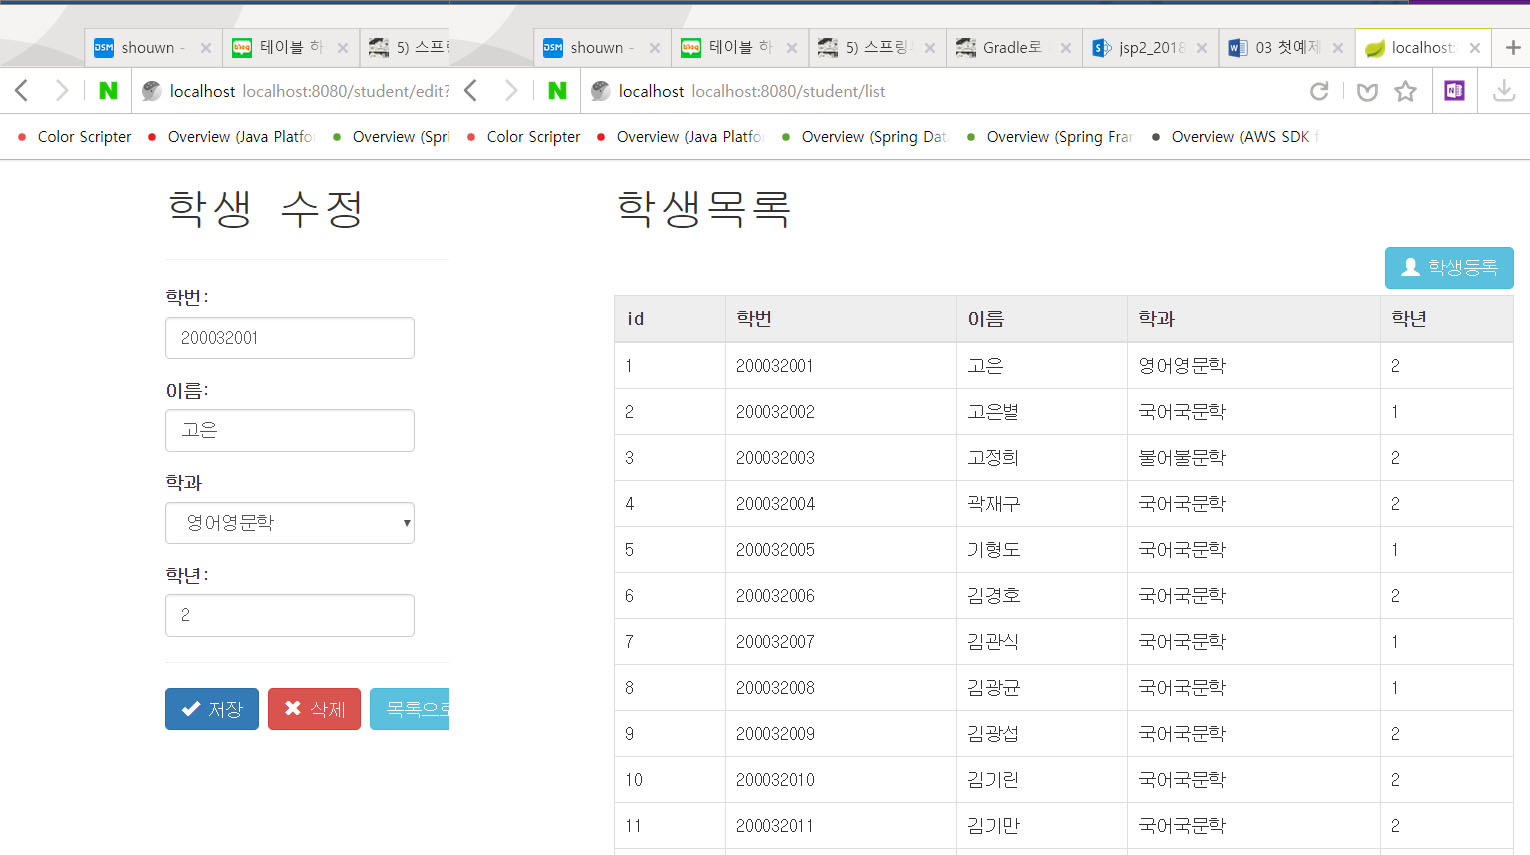 shouwn -
테이블 하
5) 스프링
shouwn -
테이블 하
5) 스프링
Gradle로
jsp2_2018
03 첫예제
localhost:
localhost localhost:8080/student/edit?
localhost localhost:8080/student/list
Color Scripter
Overview (Java Platfo
Overview (Spri
Color Scripter
Overview (Java Platfo
Overview (Spring Dat
Overview (Spring Fra
Overview (AWS SDK f
학생 수정
학번:
200032001
이름:
고은
학과
영어영문학
학년:
2
저장
삭제
목록으로
학생목록
학생등록
id 학번 이름 학과 학년
1 200032001 고은 영어영문학 2
2 200032002 고은별 국어국문학 1
3 200032003 고정희 불어불문학 2
4 200032004 곽재구 국어국문학 2
5 200032005 기형도 국어국문학 1
6 200032006 김경호 국어국문학 2
7 200032007 김관식 국어국문학 1
8 200032008 김광균 국어국문학 1
9 200032009 김광섭 국어국문학 2
10 200032010 김기린 국어국문학 2
11 200032011 김기만 국어국문학 2